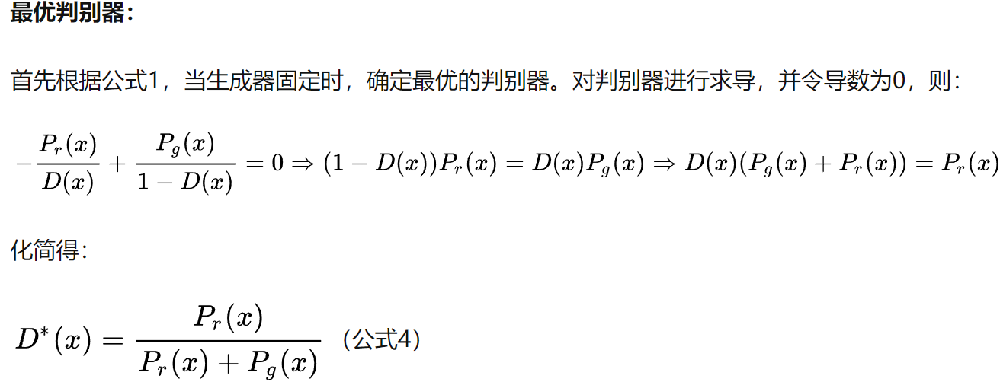 最优判别器：
首先根据公式1，当生成器固定时，确定最优的判别器。对判别器进行求导，并令导数为0，则：
$-\frac{P_r(x)}{D(x)} + \frac{P_g(x)}{1-D(x)} = 0 \Rightarrow (1-D(x))P_r(x) = D(x)P_g(x) \Rightarrow D(x)(P_g(x)+P_r(x)) = P_r(x)$
化简得：
$D^*(x) = \frac{P_r(x)}{P_r(x)+P_g(x)}$（公式4）